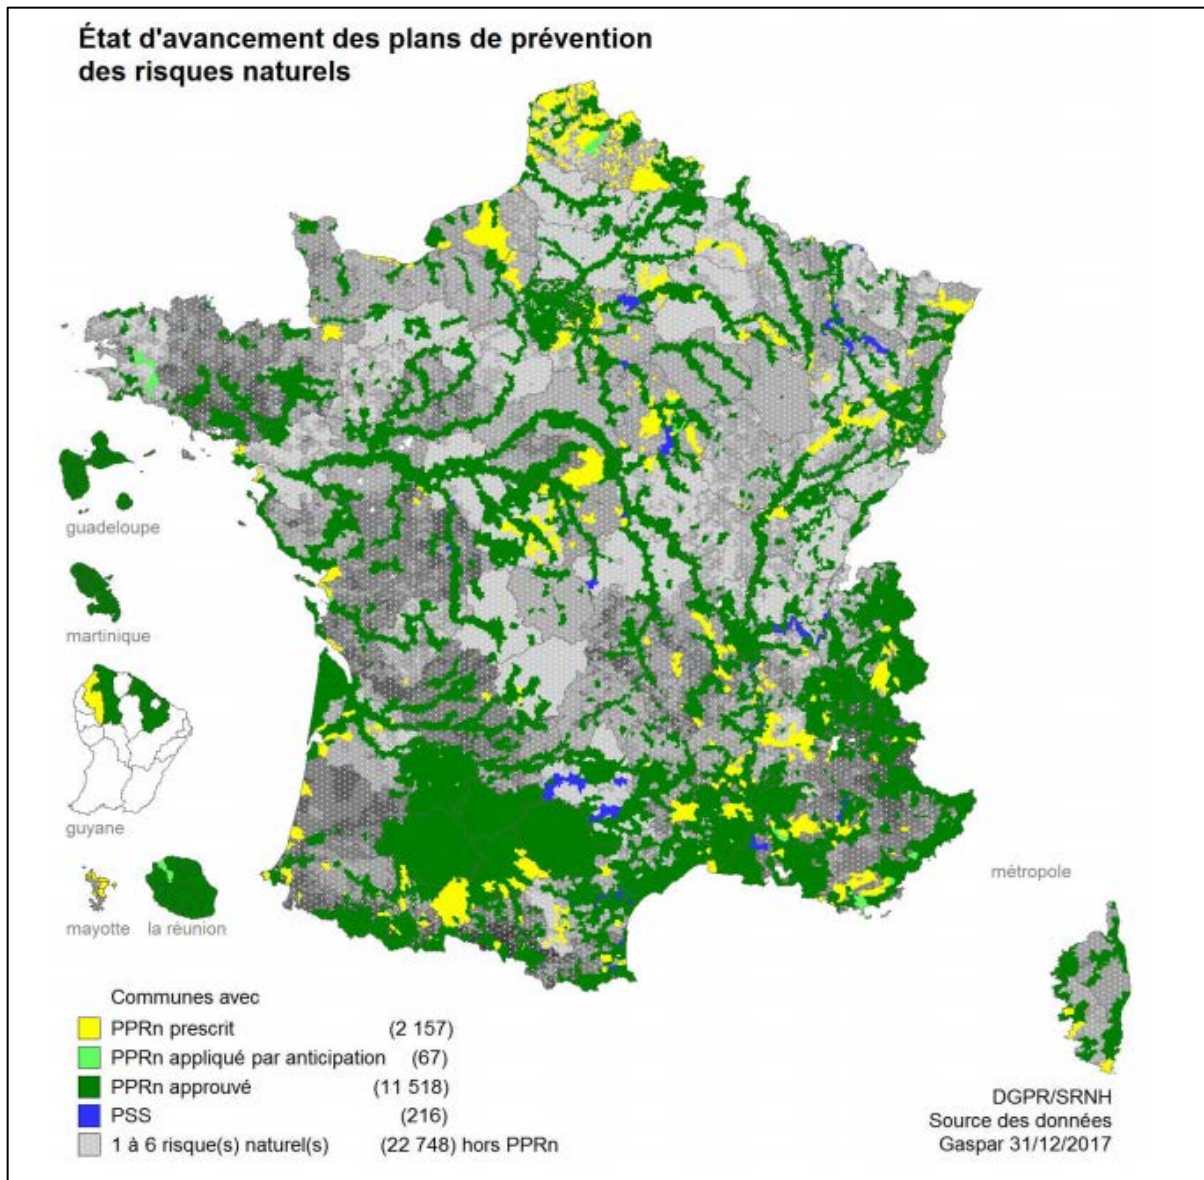 État d'avancement des plans de prévention
des risques naturels
guadeloupe
martinique
guyane
mayotte
la réunion
métropole
Communes avec
PPRn prescrit (2 157)
PPRn appliqué par anticipation (67)
PPRn approuvé (11 518)
PSS (216)
1 à 6 risque(s) naturel(s) (22 748) hors PPRn
DGPR/SRNH
Source des données
Gaspar 31/12/2017